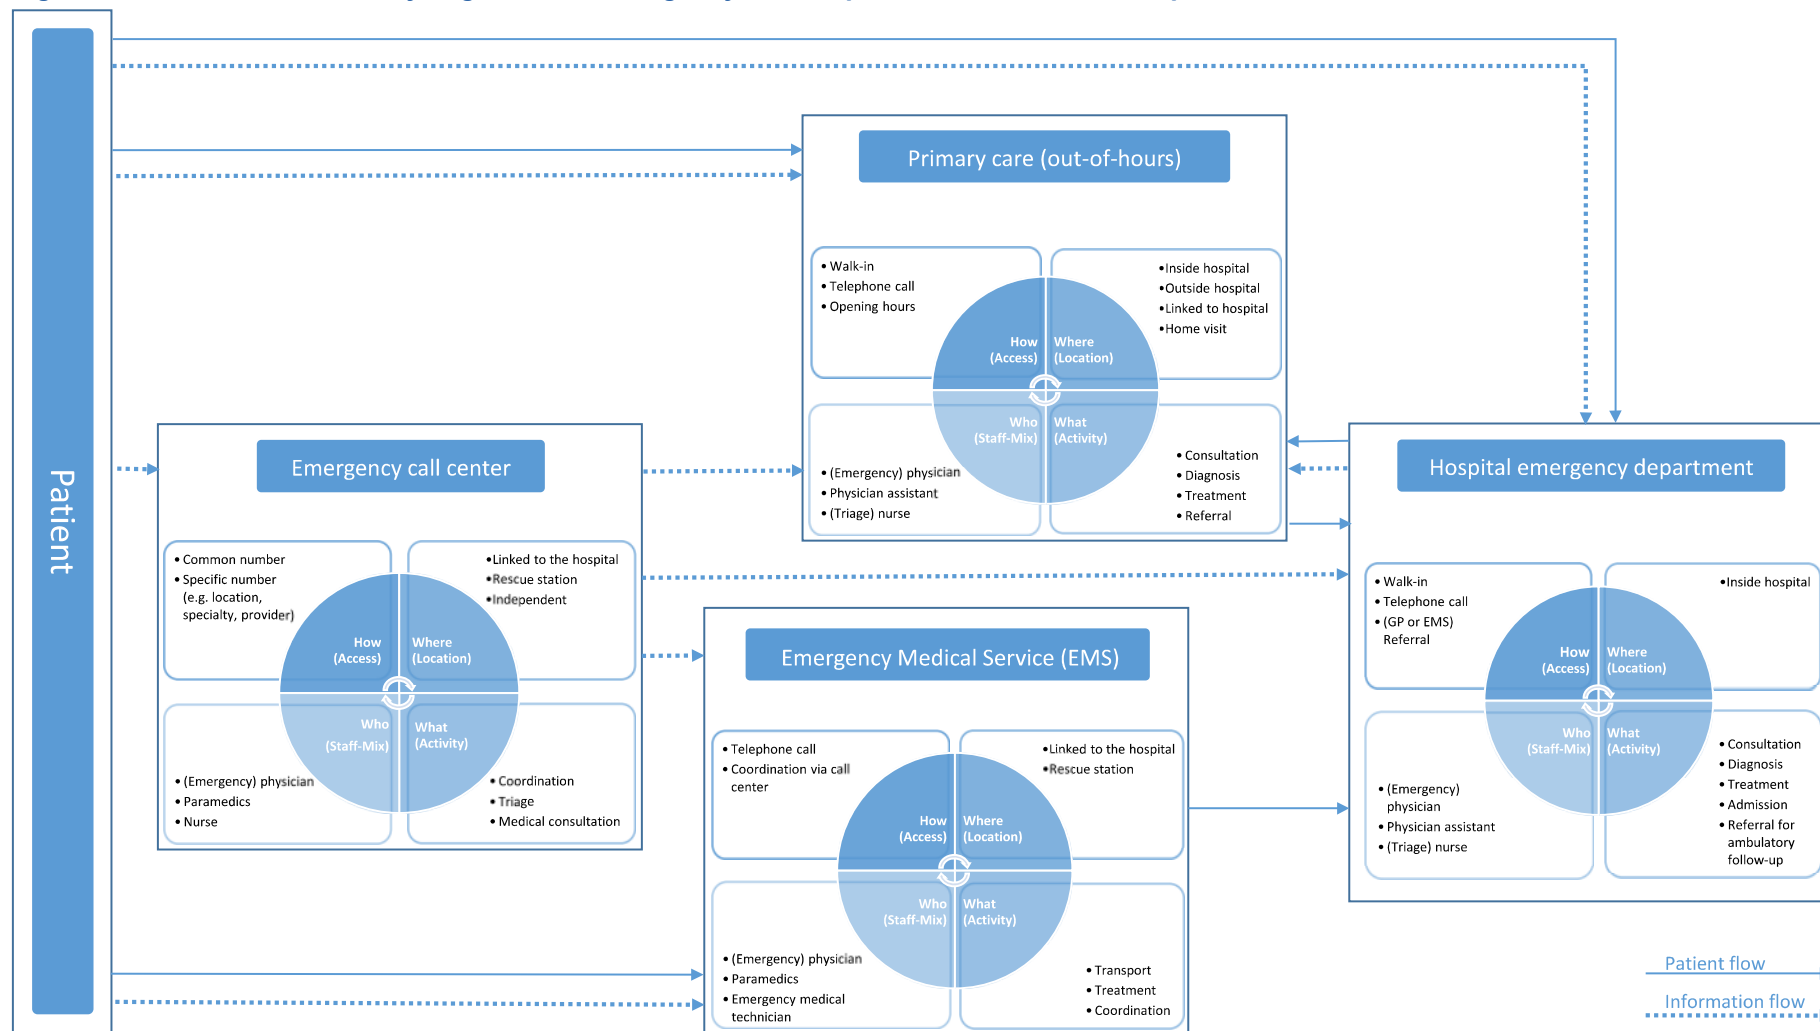 Patient
Primary care (out-of-hours)
• Walk-in
• Telephone call
• Opening hours
•Inside hospital
•Outside hospital
•Linked to hospital
•Home visit
How
(Access)
Where
(Location)
Who
(Staff-Mix)
What
(Activity)
• (Emergency) physician
• Physician assistant
• (Triage) nurse
• Consultation
• Diagnosis
• Treatment
• Referral
Emergency call center
• Common number
• Specific number
(e.g. location,
specialty, provider)
•Linked to the hospital
•Rescue station
•Independent
How
(Access)
Where
(Location)
Who
(Staff-Mix)
What
(Activity)
• (Emergency) physician
• Paramedics
• Nurse
• Coordination
• Triage
• Medical consultation
Emergency Medical Service (EMS)
• Telephone call
• Coordination via call
center
•Linked to the hospital
•Rescue station
How
(Access)
Where
(Location)
Who
(Staff-Mix)
What
(Activity)
• (Emergency) physician
• Paramedics
• Emergency medical
technician
• Transport
• Treatment
• Coordination
Hospital emergency department
• Walk-in
• Telephone call
• (GP or EMS)
Referral
•Inside hospital
How
(Access)
Where
(Location)
Who
(Staff-Mix)
What
(Activity)
• (Emergency)
physician
• Physician assistant
• (Triage) nurse
• Consultation
• Diagnosis
• Treatment
• Admission
• Referral for
ambulatory
follow-up
Patient flow
Information flow